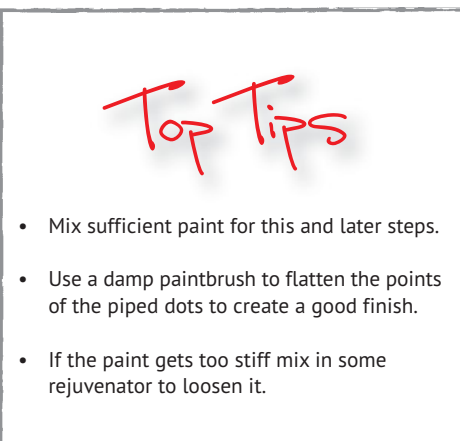 Top Tips
• Mix sufficient paint for this and later steps.
• Use a damp paintbrush to flatten the points
of the piped dots to create a good finish.
• If the paint gets too stiff mix in some
rejuvenator to loosen it.